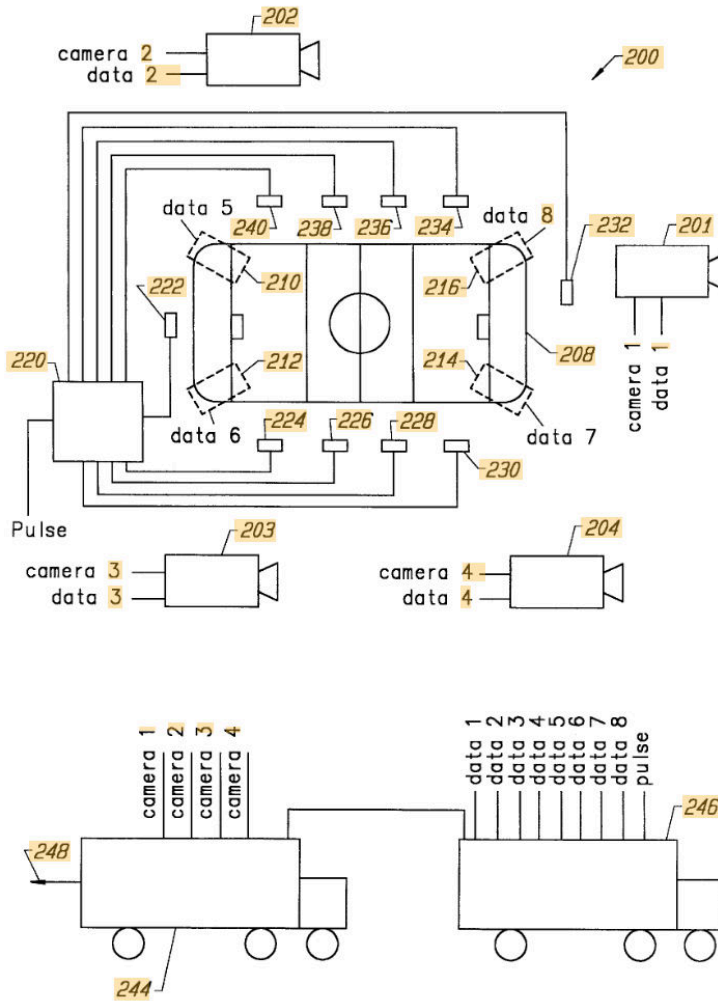 202
camera 2
data 2
200
data 5
240
238
236
234
data 8
232
201
222
210
216
220
212
214
208
camera 1
data 1
data 6
224
226
228
data 7
230
Pulse
203
204
camera 3
data 3
camera 4
data 4
camera 1
camera 2
camera 3
camera 4
data 1
data 2
data 3
data 4
data 5
data 6
data 7
data 8
pulse
246
248
244